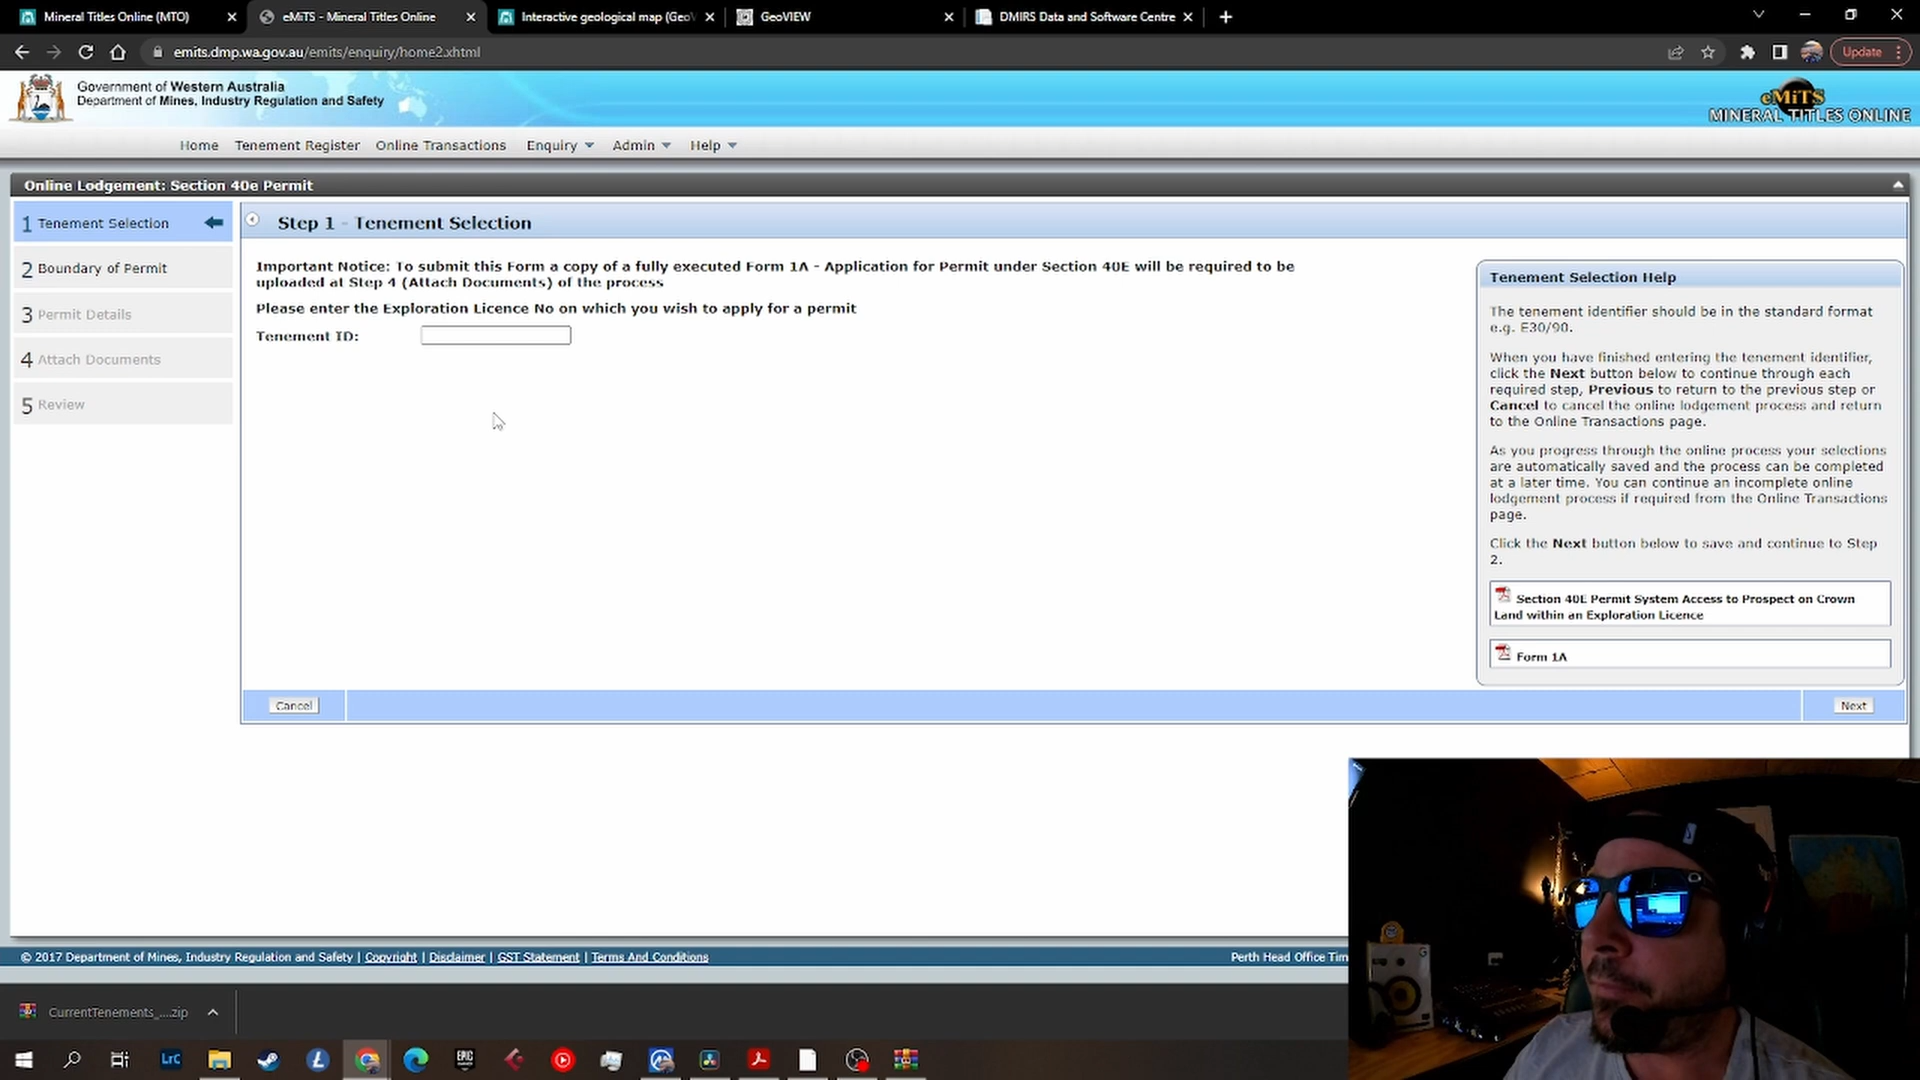 Mineral Titles Online (MTO)
eMiTS - Mineral Titles Online
Interactive geological map (GeoV
GeoVIEW
DMIRS Data and Software Centre
emits.dmp.wa.gov.au/emits/enquiry/home2.xhtml
Update
Government of Western Australia
Department of Mines, Industry Regulation and Safety
eMiTS
MINERAL TITLES ONLINE
Home Tenement Register Online Transactions Enquiry Admin Help
Online Lodgement: Section 40e Permit
1 Tenement Selection
2 Boundary of Permit
3 Permit Details
4 Attach Documents
5 Review
Step 1 - Tenement Selection
Important Notice: To submit this Form a copy of a fully executed Form 1A - Application for Permit under Section 40E will be required to be
uploaded at Step 4 (Attach Documents) of the process
Please enter the Exploration Licence No on which you wish to apply for a permit
Tenement ID:
Tenement Selection Help
The tenement identifier should be in the standard format
e.g. E30/90.
When you have finished entering the tenement identifier,
click the Next button below to continue through each
required step, Previous to return to the previous step or
Cancel to cancel the online lodgement process and return
to the Online Transactions page.
As you progress through the online process your selections
are automatically saved and the process can be completed
at a later time. You can continue an incomplete online
lodgement process if required from the Online Transactions
page.
Click the Next button below to save and continue to Step
2.
Section 40E Permit System Access to Prospect on Crown
Land within an Exploration Licence
Form 1A
Cancel
Next
© 2017 Department of Mines, Industry Regulation and Safety | Copyright | Disclaimer | GST Statement | Terms And Conditions
Perth Head Office Tim
CurrentTenements_....zip
LrC
EPIC